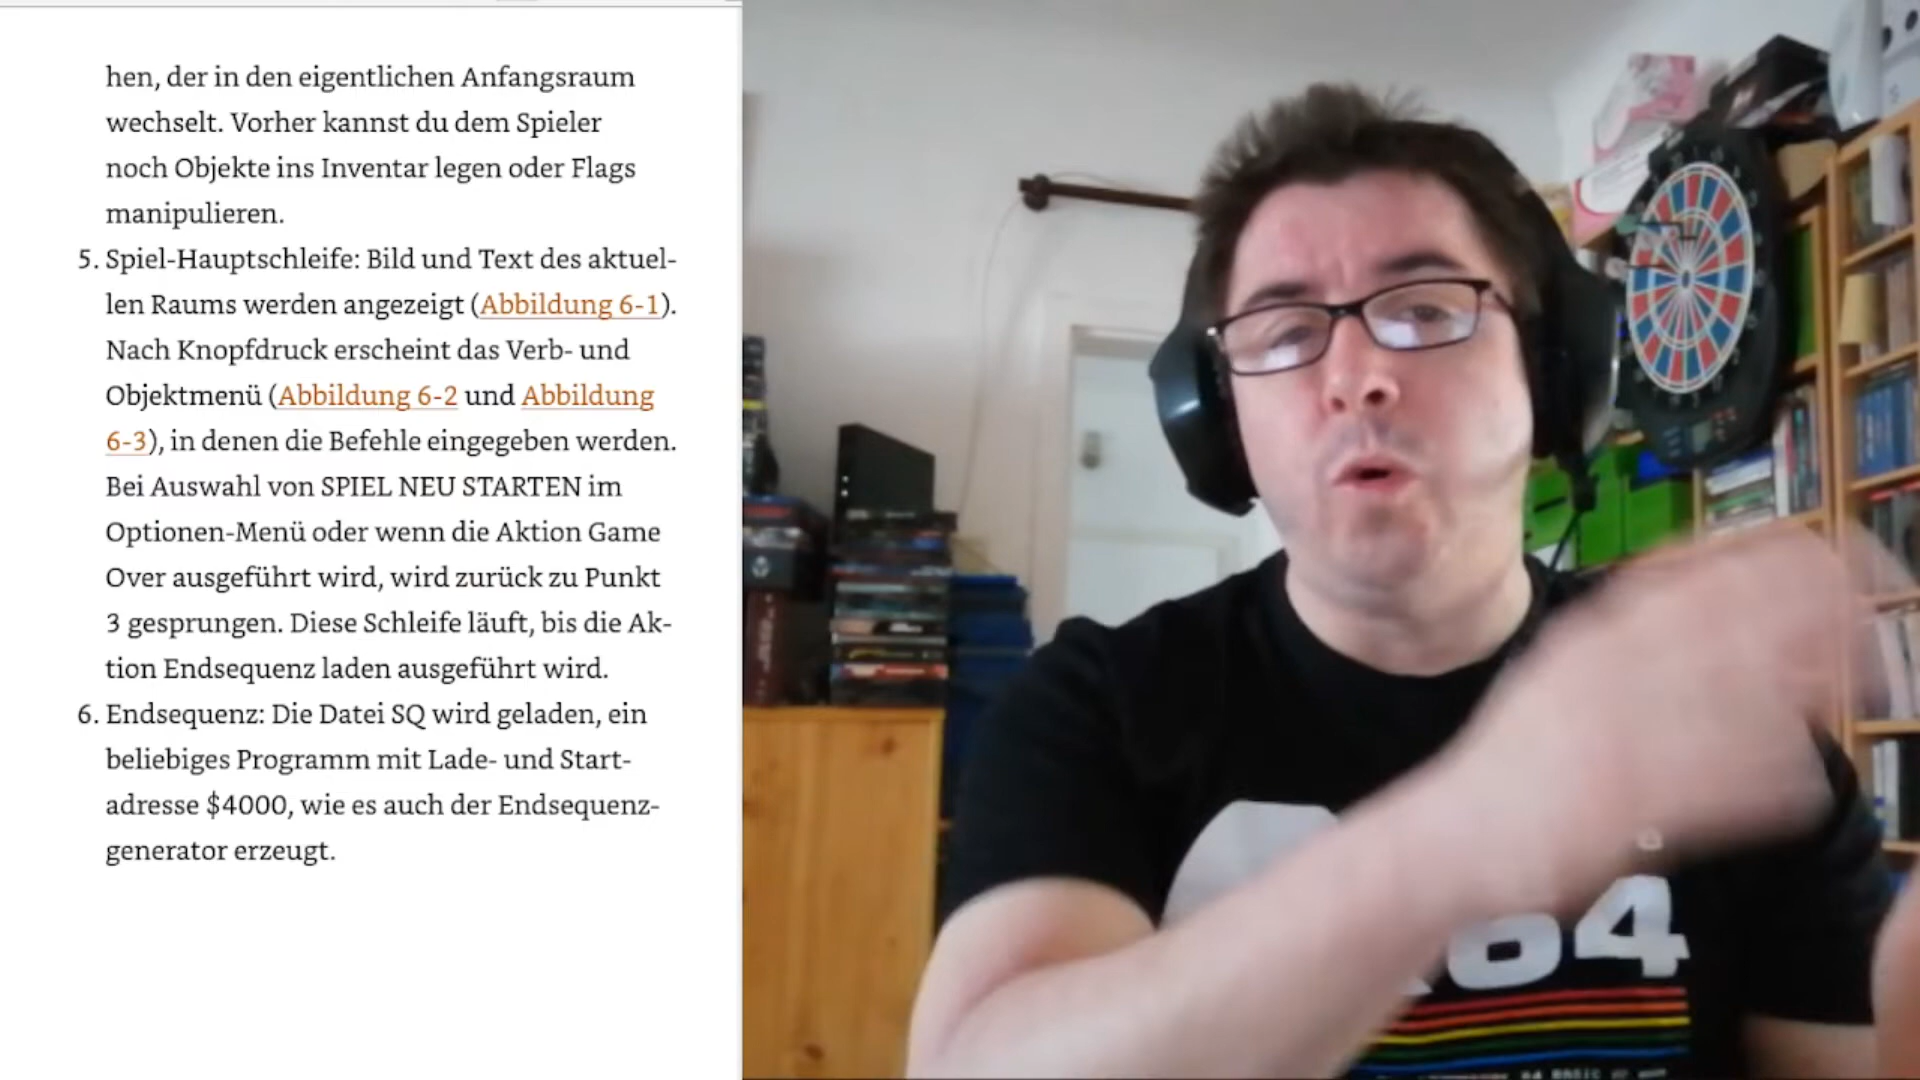 hen, der in den eigentlichen Anfangsraum
wechselt. Vorher kannst du dem Spieler
noch Objekte ins Inventar legen oder Flags
manipulieren.
5. Spiel-Hauptschleife: Bild und Text des aktuel-
len Raums werden angezeigt (Abbildung 6-1).
Nach Knopfdruck erscheint das Verb- und
Objektmenü (Abbildung 6-2 und Abbildung
6-3), in denen die Befehle eingegeben werden.
Bei Auswahl von SPIEL NEU STARTEN im
Optionen-Menü oder wenn die Aktion Game
Over ausgeführt wird, wird zurück zu Punkt
3 gesprungen. Diese Schleife läuft, bis die Ak-
tion Endsequenz laden ausgeführt wird.
6. Endsequenz: Die Datei SQ wird geladen, ein
beliebiges Programm mit Lade- und Start-
adresse $4000, wie es auch der Endsequenz-
generator erzeugt.
64